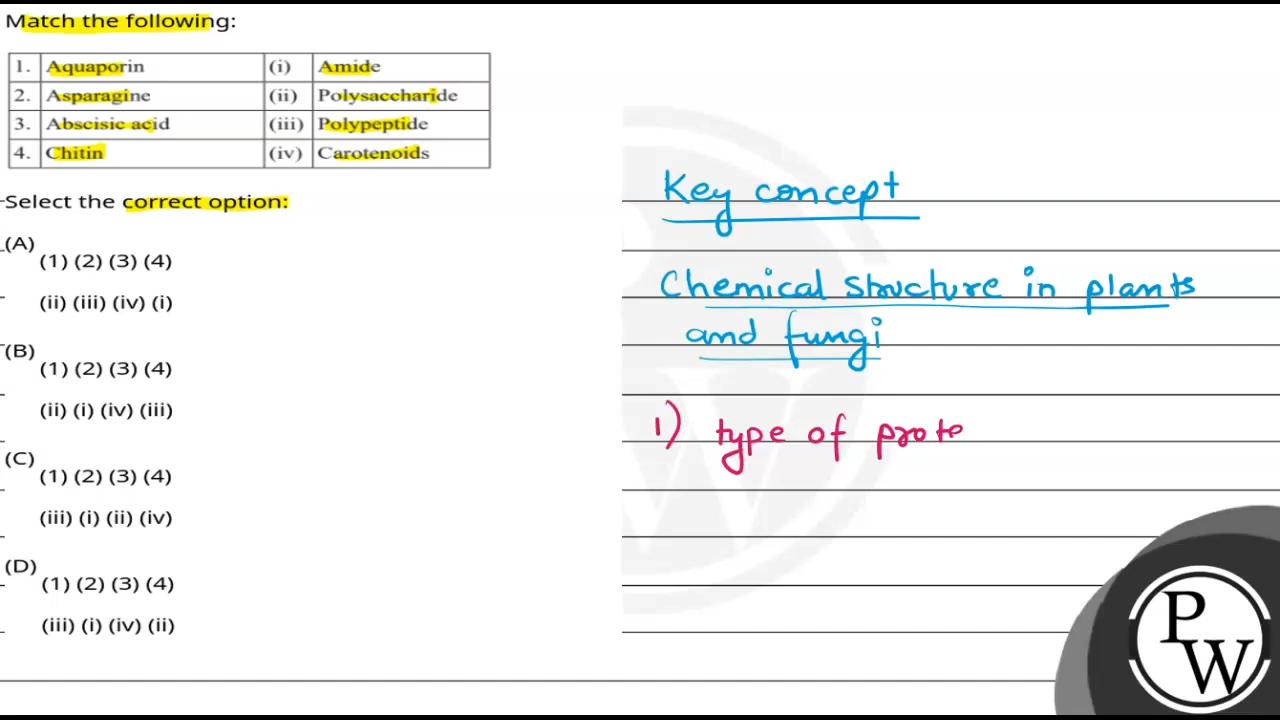 Match the following:
1. Aquaporin (i) Amide
2. Asparagine (ii) Polysaccharide
3. Abscisic acid (iii) Polypeptide
4. Chitin (iv) Carotenoids
Select the correct option:
(A)
(1) (2) (3) (4)
(ii) (iii) (iv) (i)
(B)
(1) (2) (3) (4)
(ii) (i) (iv) (iii)
(C)
(1) (2) (3) (4)
(iii) (i) (ii) (iv)
(D)
(1) (2) (3) (4)
(iii) (i) (iv) (ii)
Key concept
Chemical structure in plants
and fungi
1) type of prote
PW